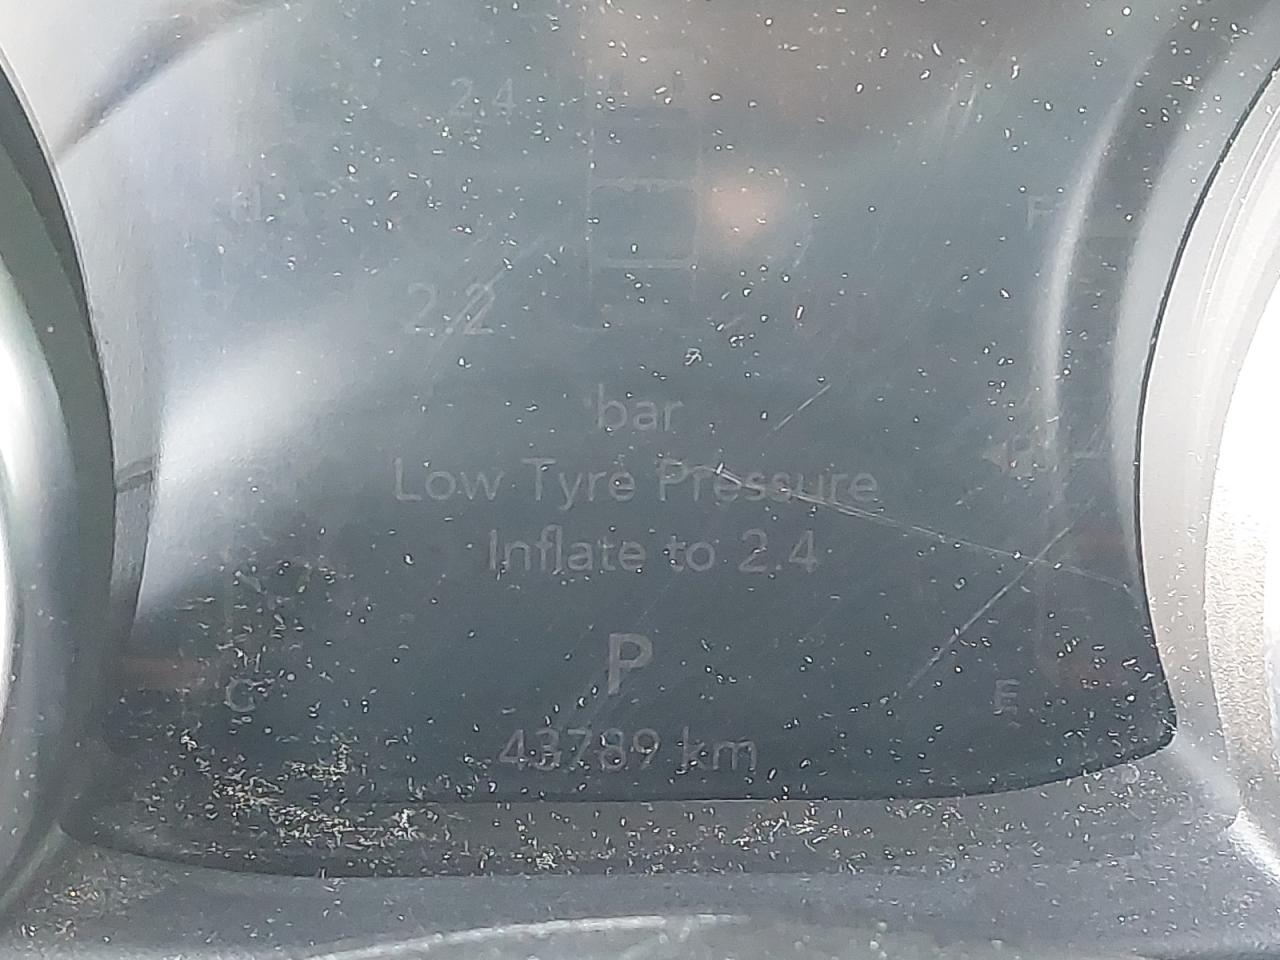 2.4
F
2.2
bar
Low Tyre Pressure
Inflate to 2.4
P
C
E
43789 km